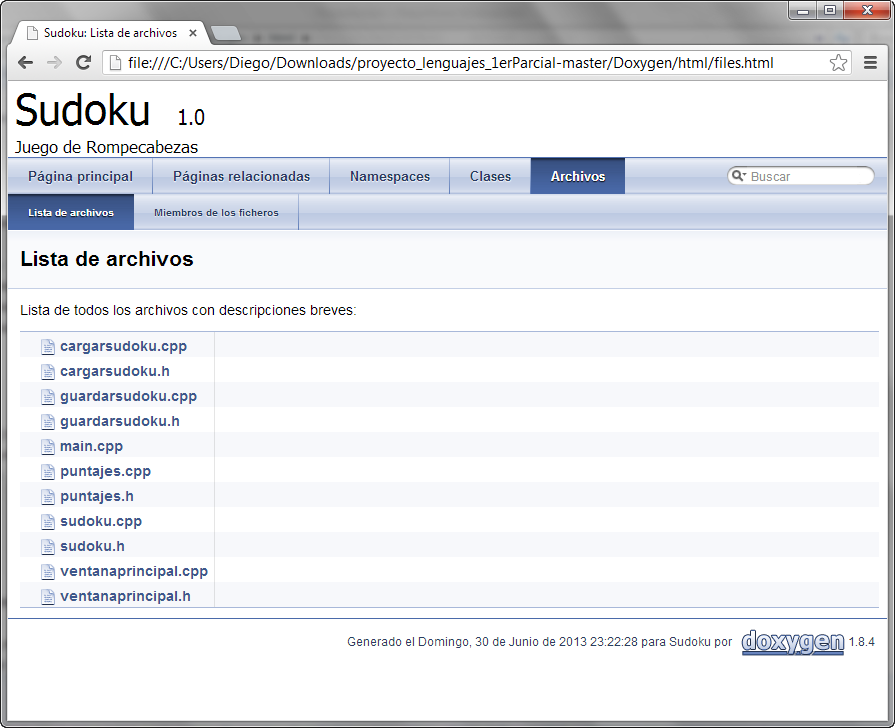 Sudoku: Lista de archivos
file:///C:/Users/Diego/Downloads/proyecto_lenguajes_1erParcial-master/Doxygen/html/files.html
Sudoku 1.0
Juego de Rompecabezas
Página principal Páginas relacionadas Namespaces Clases Archivos Buscar
Lista de archivos Miembros de los ficheros
Lista de archivos
Lista de todos los archivos con descripciones breves:
cargarsudoku.cpp
cargarsudoku.h
guardarsudoku.cpp
guardarsudoku.h
main.cpp
puntajes.cpp
puntajes.h
sudoku.cpp
sudoku.h
ventanaprincipal.cpp
ventanaprincipal.h
Generado el Domingo, 30 de Junio de 2013 23:22:28 para Sudoku por doxygen 1.8.4